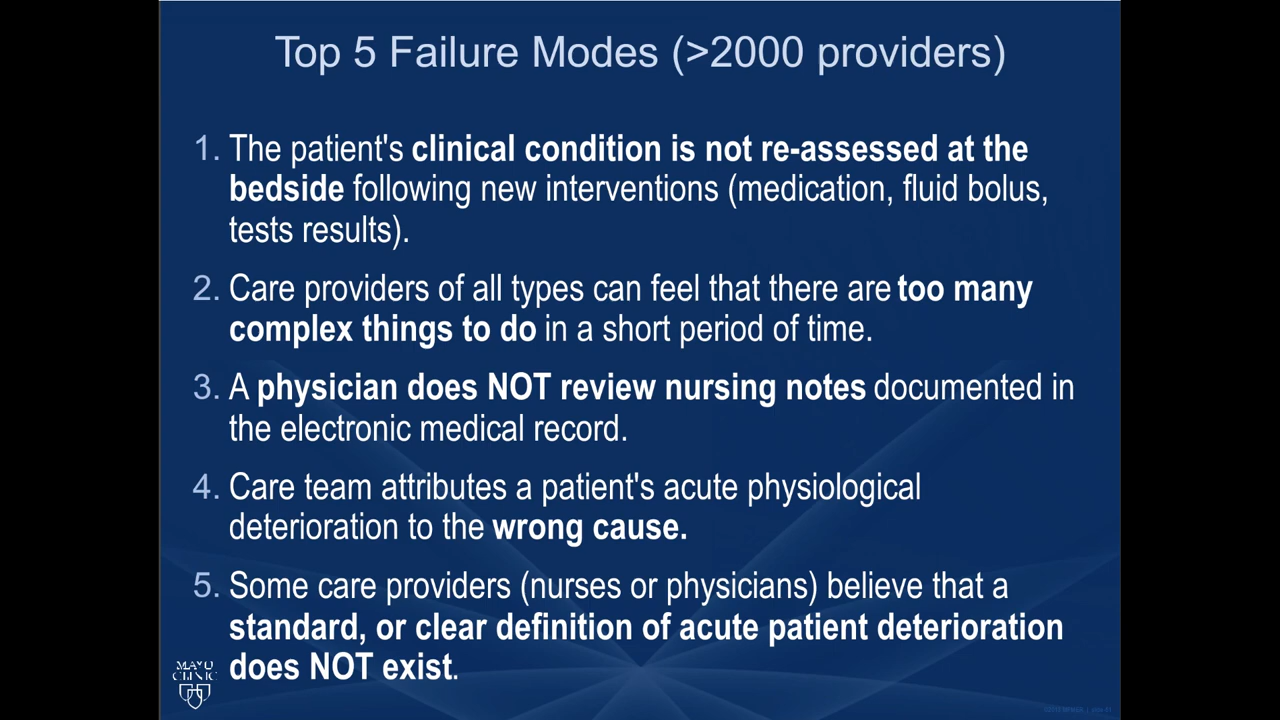 Top 5 Failure Modes (>2000 providers)
1. The patient's clinical condition is not re-assessed at the
bedside following new interventions (medication, fluid bolus,
tests results).
2. Care providers of all types can feel that there are too many
complex things to do in a short period of time.
3. A physician does NOT review nursing notes documented in
the electronic medical record.
4. Care team attributes a patient's acute physiological
deterioration to the wrong cause.
5. Some care providers (nurses or physicians) believe that a
standard, or clear definition of acute patient deterioration
does NOT exist.
MAYO
CLINIC